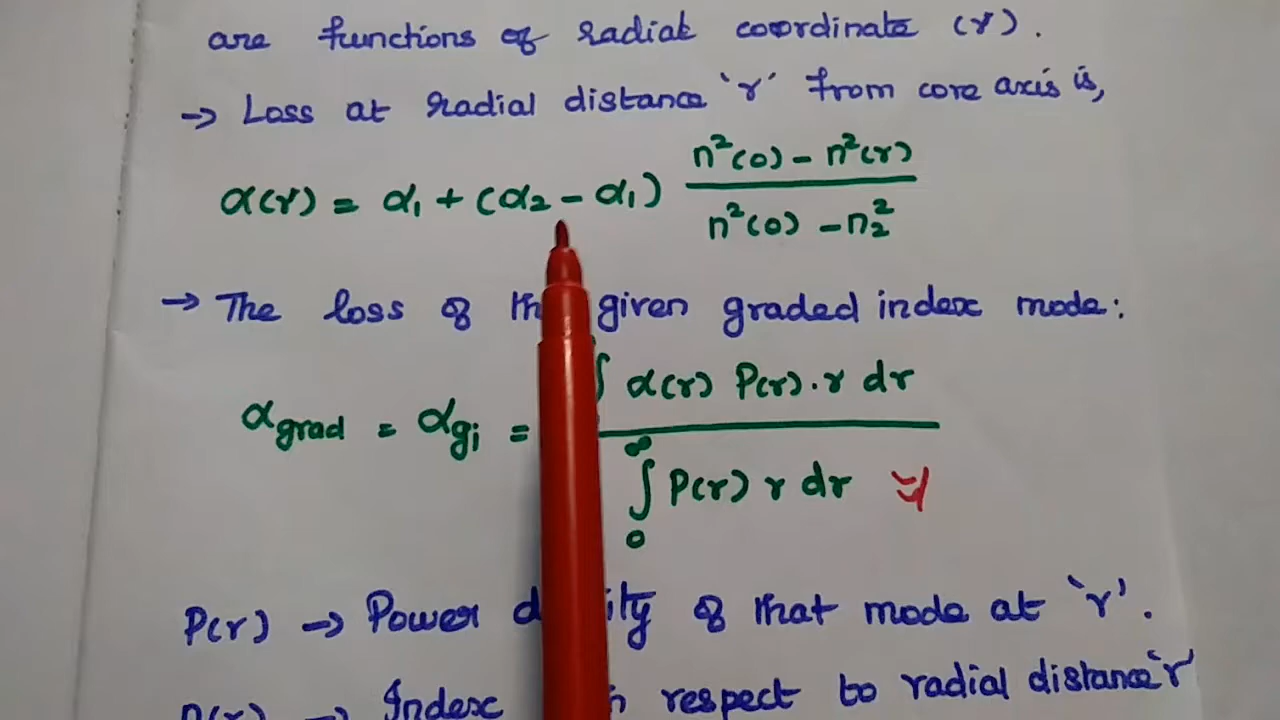 are functions of radial coordinate (r).
→ Loss at radial distance 'r' from core axis is,
α(r) = α₁ + (α₂ - α₁) n²(0) - n²(r) / n²(0) - n₂²
→ The loss of given graded index mode:
αgrad = αgi = ∫ α(r) P(r). r dr / ∫₀^∞ P(r) r dr
P(r) → Power of that mode at 'r'.
n(r) → Index respect to radial distance 'r'